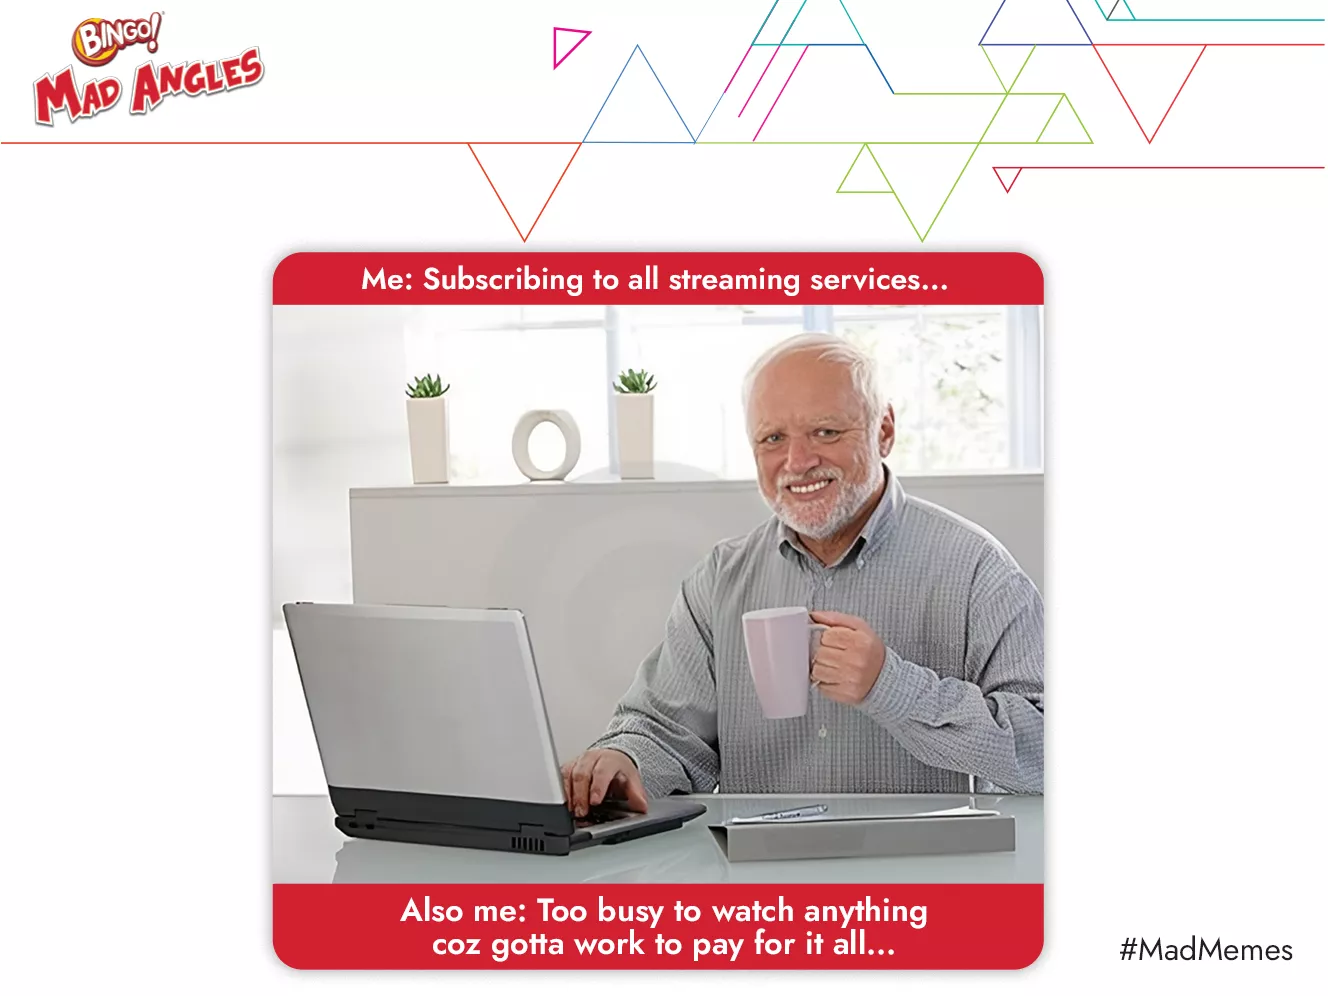 BINGO!
MAD ANGLES
Me: Subscribing to all streaming services...
Also me: Too busy to watch anything
coz gotta work to pay for it all...
#MadMemes